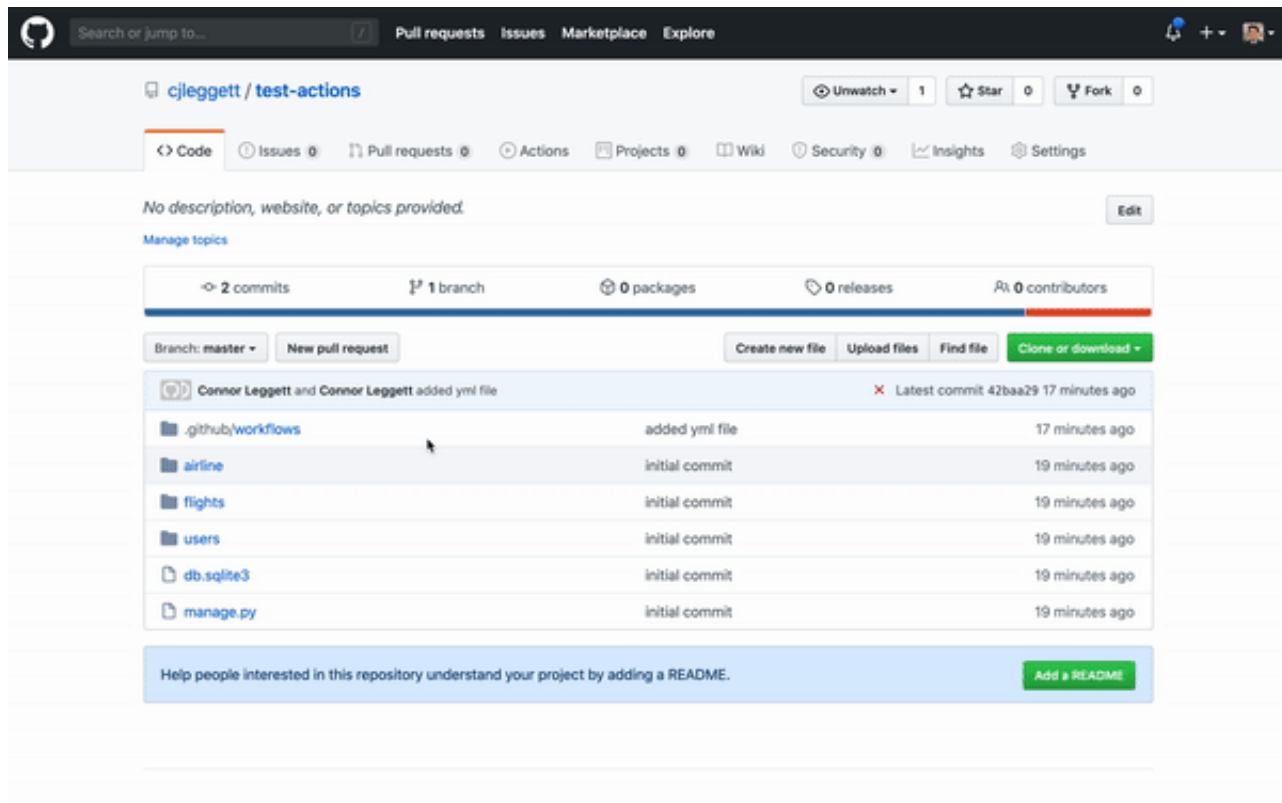 Search or jump to... / Pull requests Issues Marketplace Explore
cjleggett / test-actions Unwatch 1 Star 0 Fork 0
Code Issues 0 Pull requests 0 Actions Projects 0 Wiki Security 0 Insights Settings
No description, website, or topics provided. Edit
Manage topics
2 commits 1 branch 0 packages 0 releases 0 contributors
Branch: master New pull request Create new file Upload files Find file Clone or download
Connor Leggett and Connor Leggett added yml file Latest commit 42baa29 17 minutes ago
.github/workflows added yml file 17 minutes ago
airline initial commit 19 minutes ago
flights initial commit 19 minutes ago
users initial commit 19 minutes ago
db.sqlite3 initial commit 19 minutes ago
manage.py initial commit 19 minutes ago
Help people interested in this repository understand your project by adding a README. Add a README